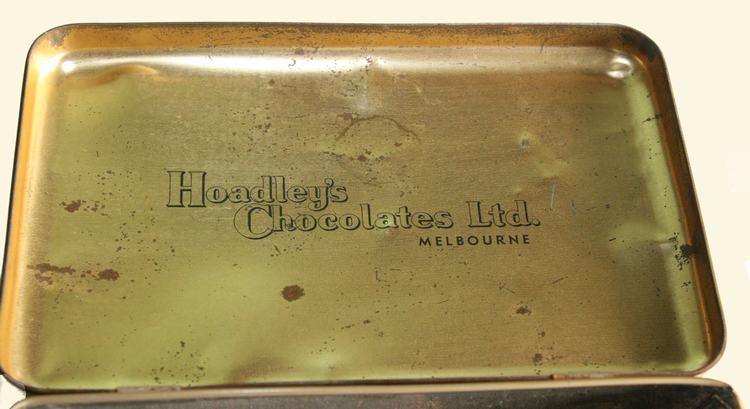 Hoadley's
Chocolates Ltd.
MELBOURNE